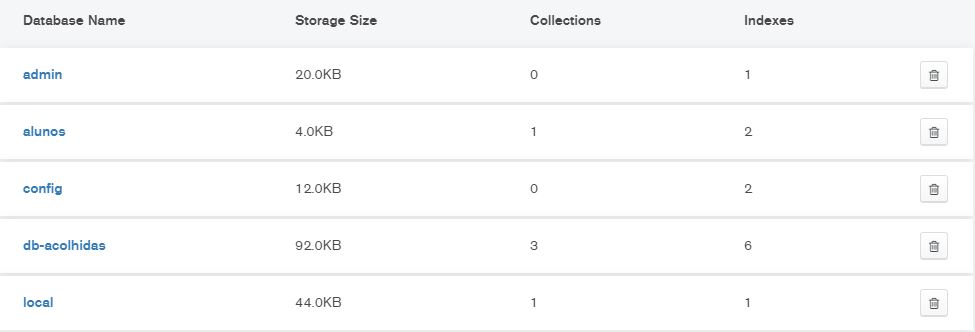 Database Name Storage Size Collections Indexes
admin 20.0KB 0 1
alunos 4.0KB 1 2
config 12.0KB 0 2
db-acolhidas 92.0KB 3 6
local 44.0KB 1 1